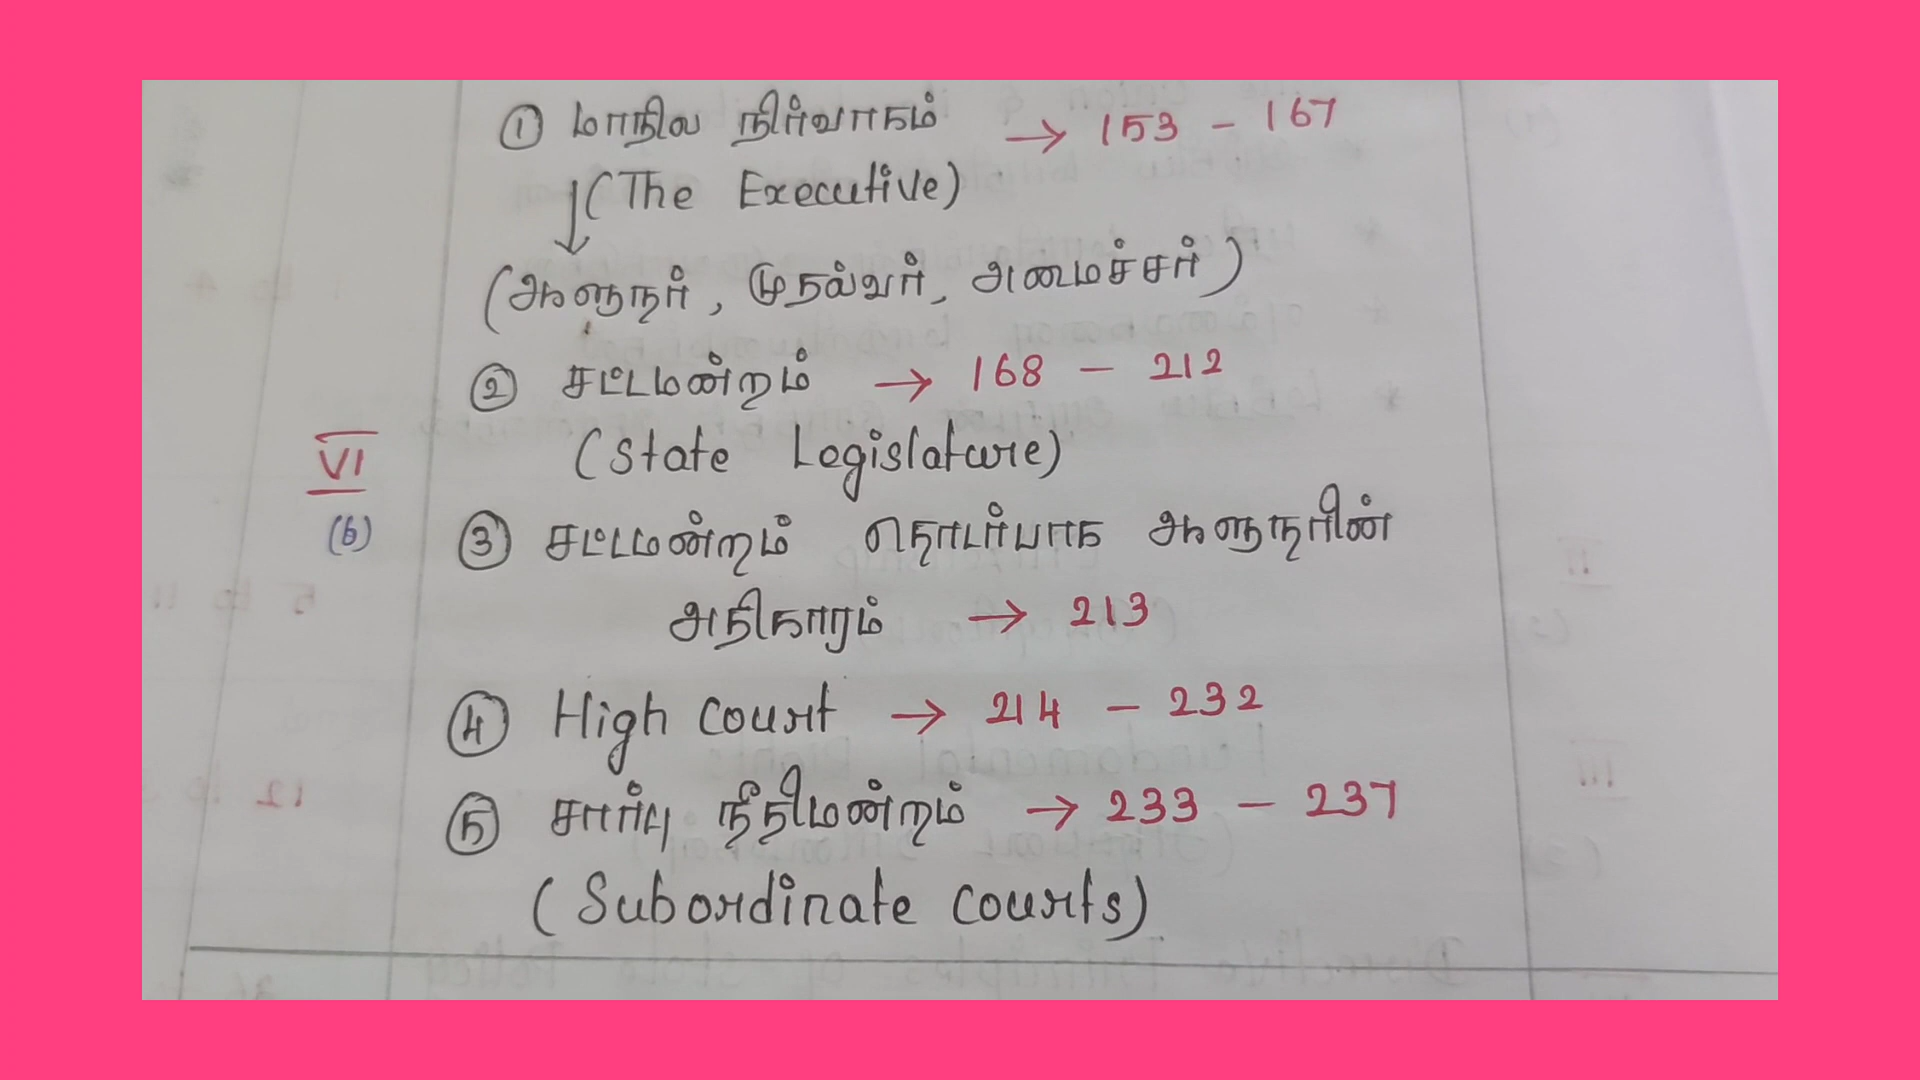 ① மாநில நிர்வாகம் → 153 - 167
(The Executive)
(ஆளுநர், முதல்வர், அமைச்சர்)
② சட்டமன்றம் → 168 - 212
VI (State Legislature)
(6) ③ சட்டமன்றம் தொடர்பாக ஆளுநரின்
அதிகாரம் → 213
④ High Court → 214 - 232
⑤ சார்பு நீதிமன்றம் → 233 - 237
(Subordinate Courts)